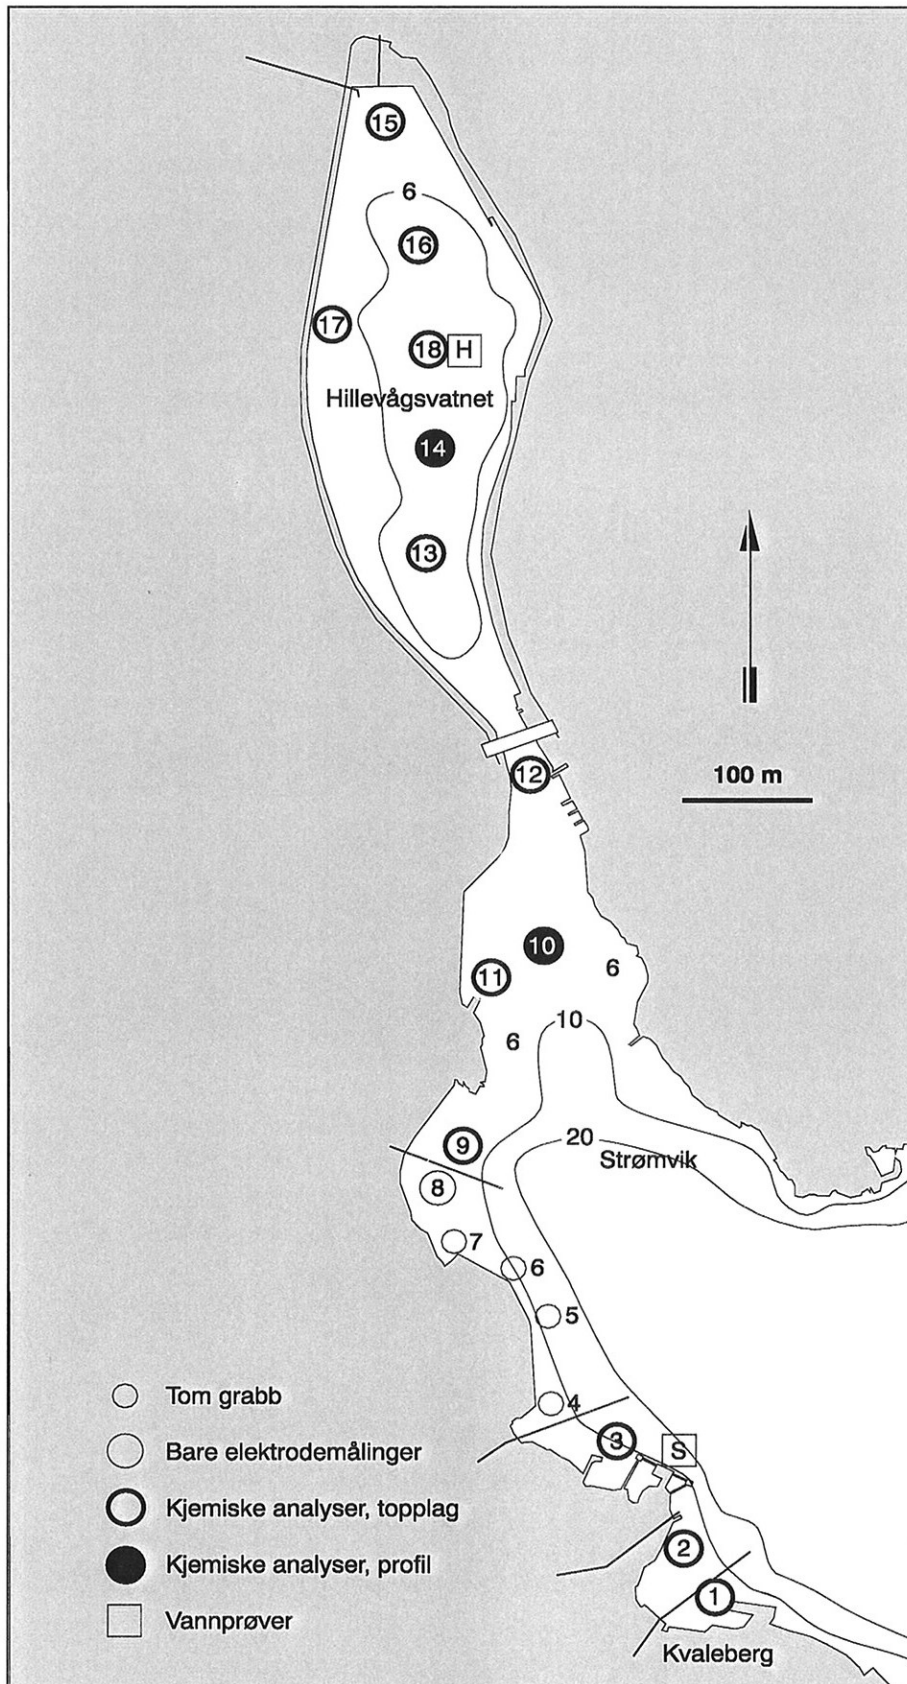 15
6
16
17
18 H
Hillevågsvatnet
14
13
12
100 m
10
11
6
10
6
20
9
Strømvik
8
7
6
5
4
3
S
2
1
Kvaleberg
Tom grabb
Bare elektrodemålinger
Kjemiske analyser, topplag
Kjemiske analyser, profil
Vannprøver